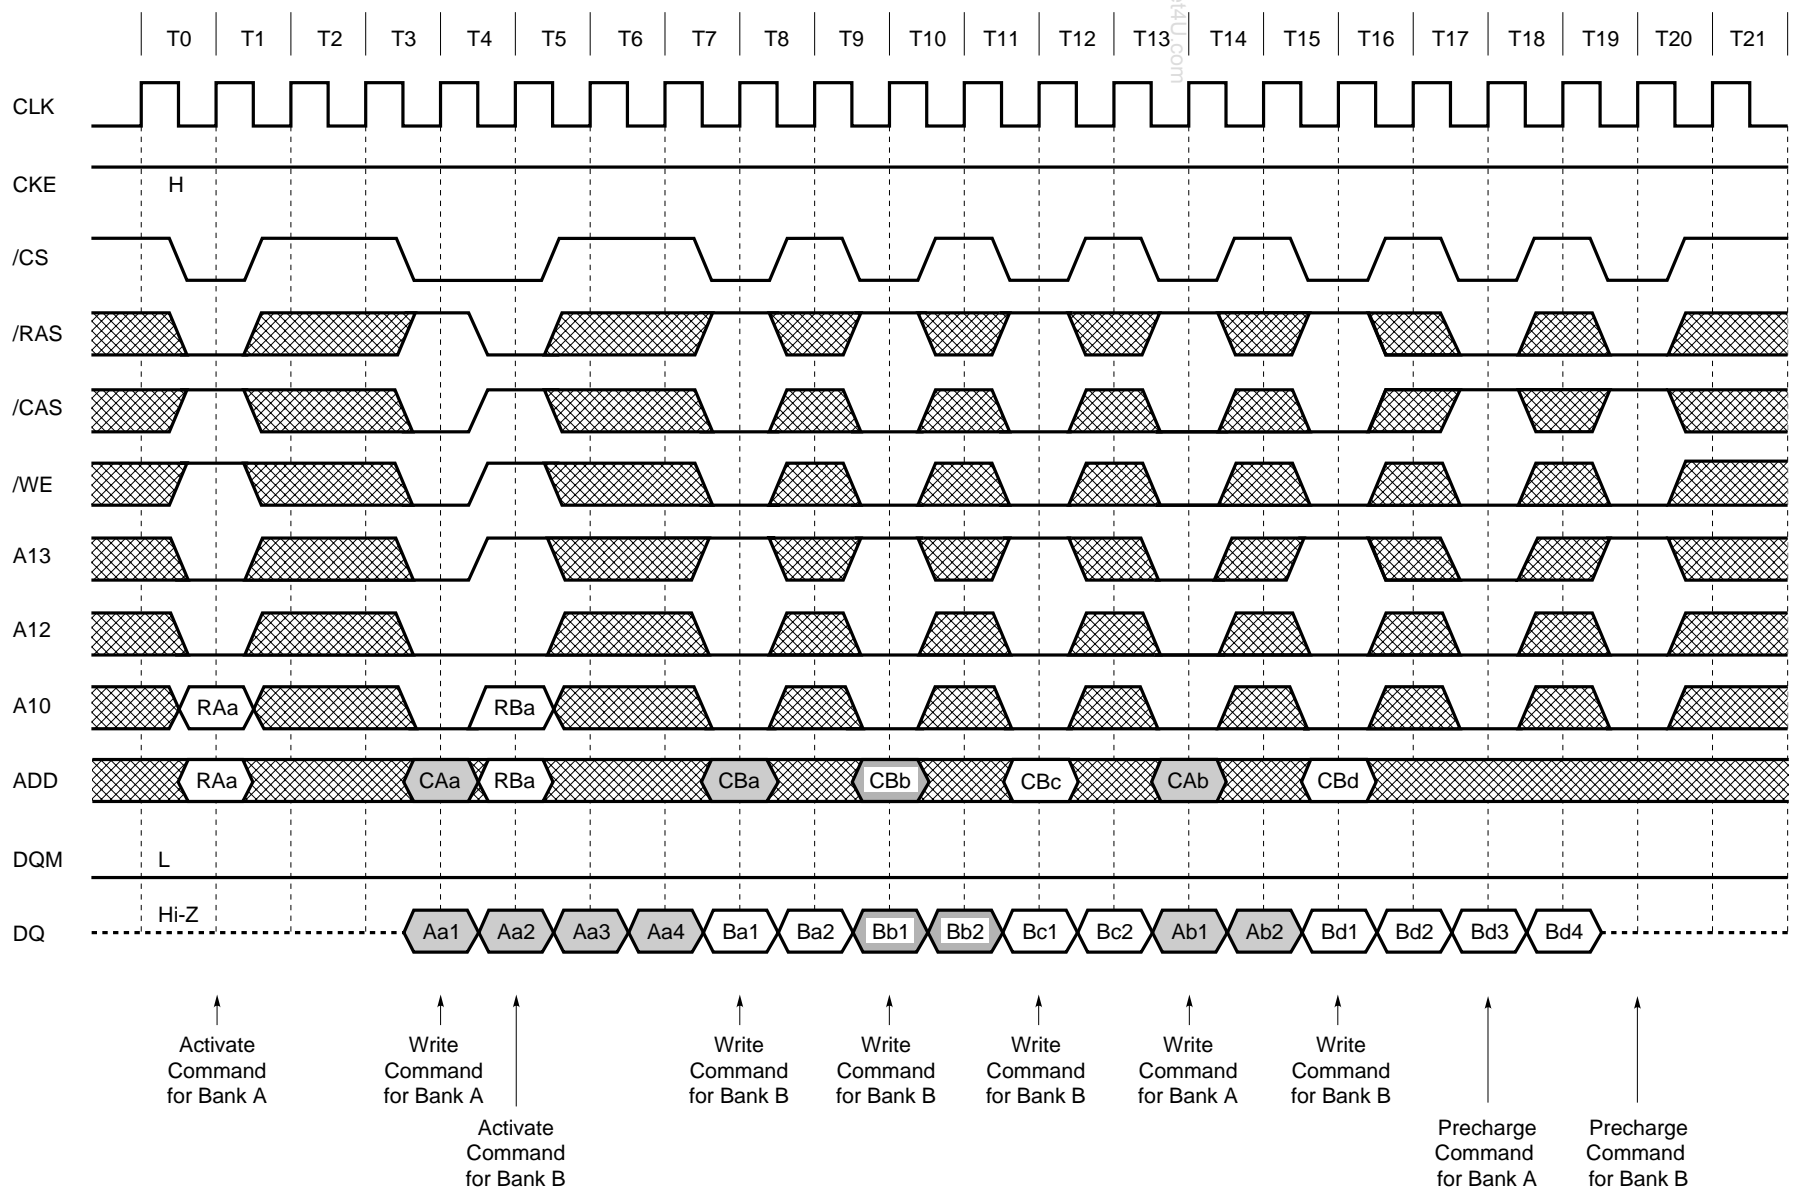 T0 T1 T2 T3 T4 T5 T6 T7 T8 T9 T10 T11 T12 T13 T14 T15 T16 T17 T18 T19 T20 T21
CLK
CKE H
/CS
/RAS
/CAS
/WE
A13
A12
A10 RAa RBa
ADD RAa CAa RBa CBa CBb CBc CAb CBd
DQM L
Hi-Z
DQ Aa1 Aa2 Aa3 Aa4 Ba1 Ba2 Bb1 Bb2 Bc1 Bc2 Ab1 Ab2 Bd1 Bd2 Bd3 Bd4
Activate
Command
for Bank A
Write
Command
for Bank A
Activate
Command
for Bank B
Write
Command
for Bank B
Write
Command
for Bank B
Write
Command
for Bank B
Write
Command
for Bank A
Write
Command
for Bank B
Precharge
Command
for Bank A
Precharge
Command
for Bank B